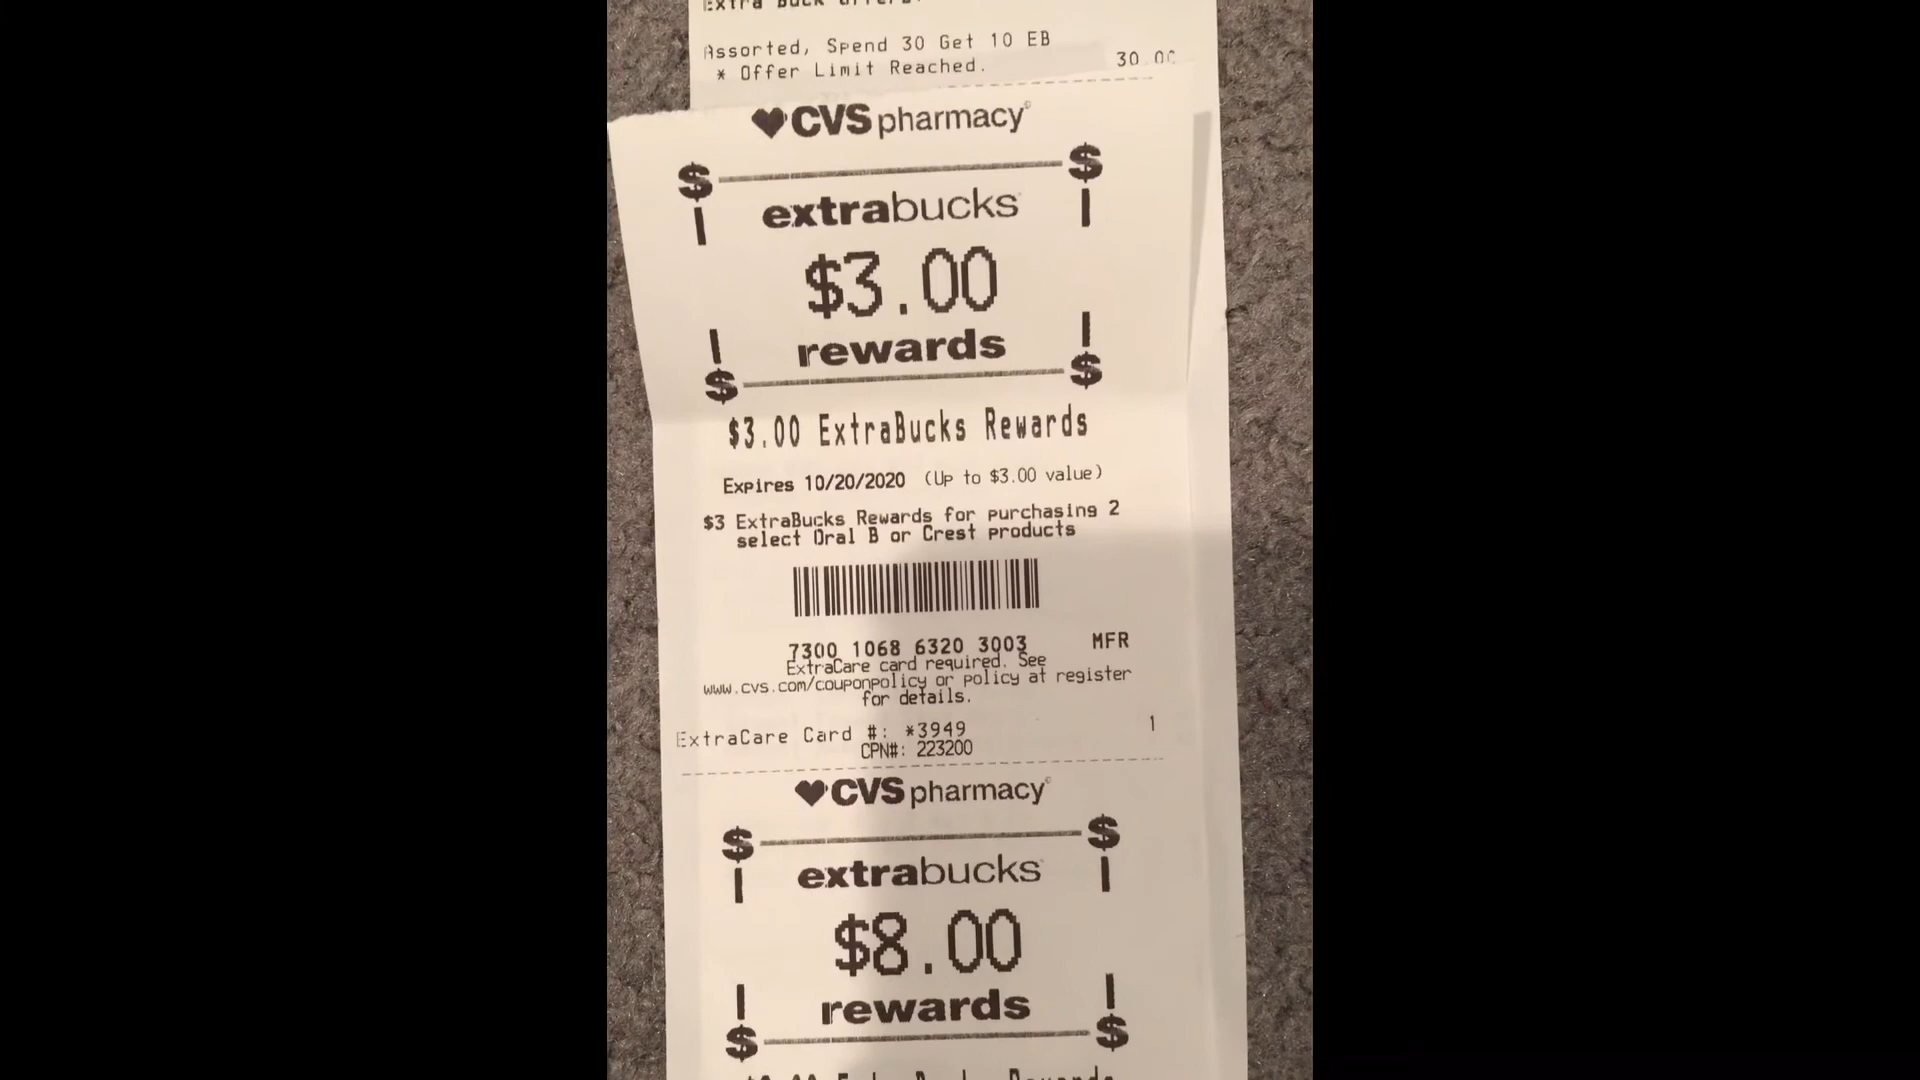 Extra Buck Offers:
Assorted, Spend 30 Get 10 EB
* Offer Limit Reached. 30.00
CVS pharmacy
$ $
extrabucks
$3.00
rewards
$ $
$3.00 ExtraBucks Rewards
Expires 10/20/2020 (Up to $3.00 value)
$3 ExtraBucks Rewards for purchasing 2
select Oral B or Crest products
7300 1068 6320 3003 MFR
ExtraCare card required. See
www.cvs.com/couponpolicy or policy at register
for details.
ExtraCare Card #: *3949 1
CPN#: 223200
CVS pharmacy
$ $
extrabucks
$8.00
rewards
$ $